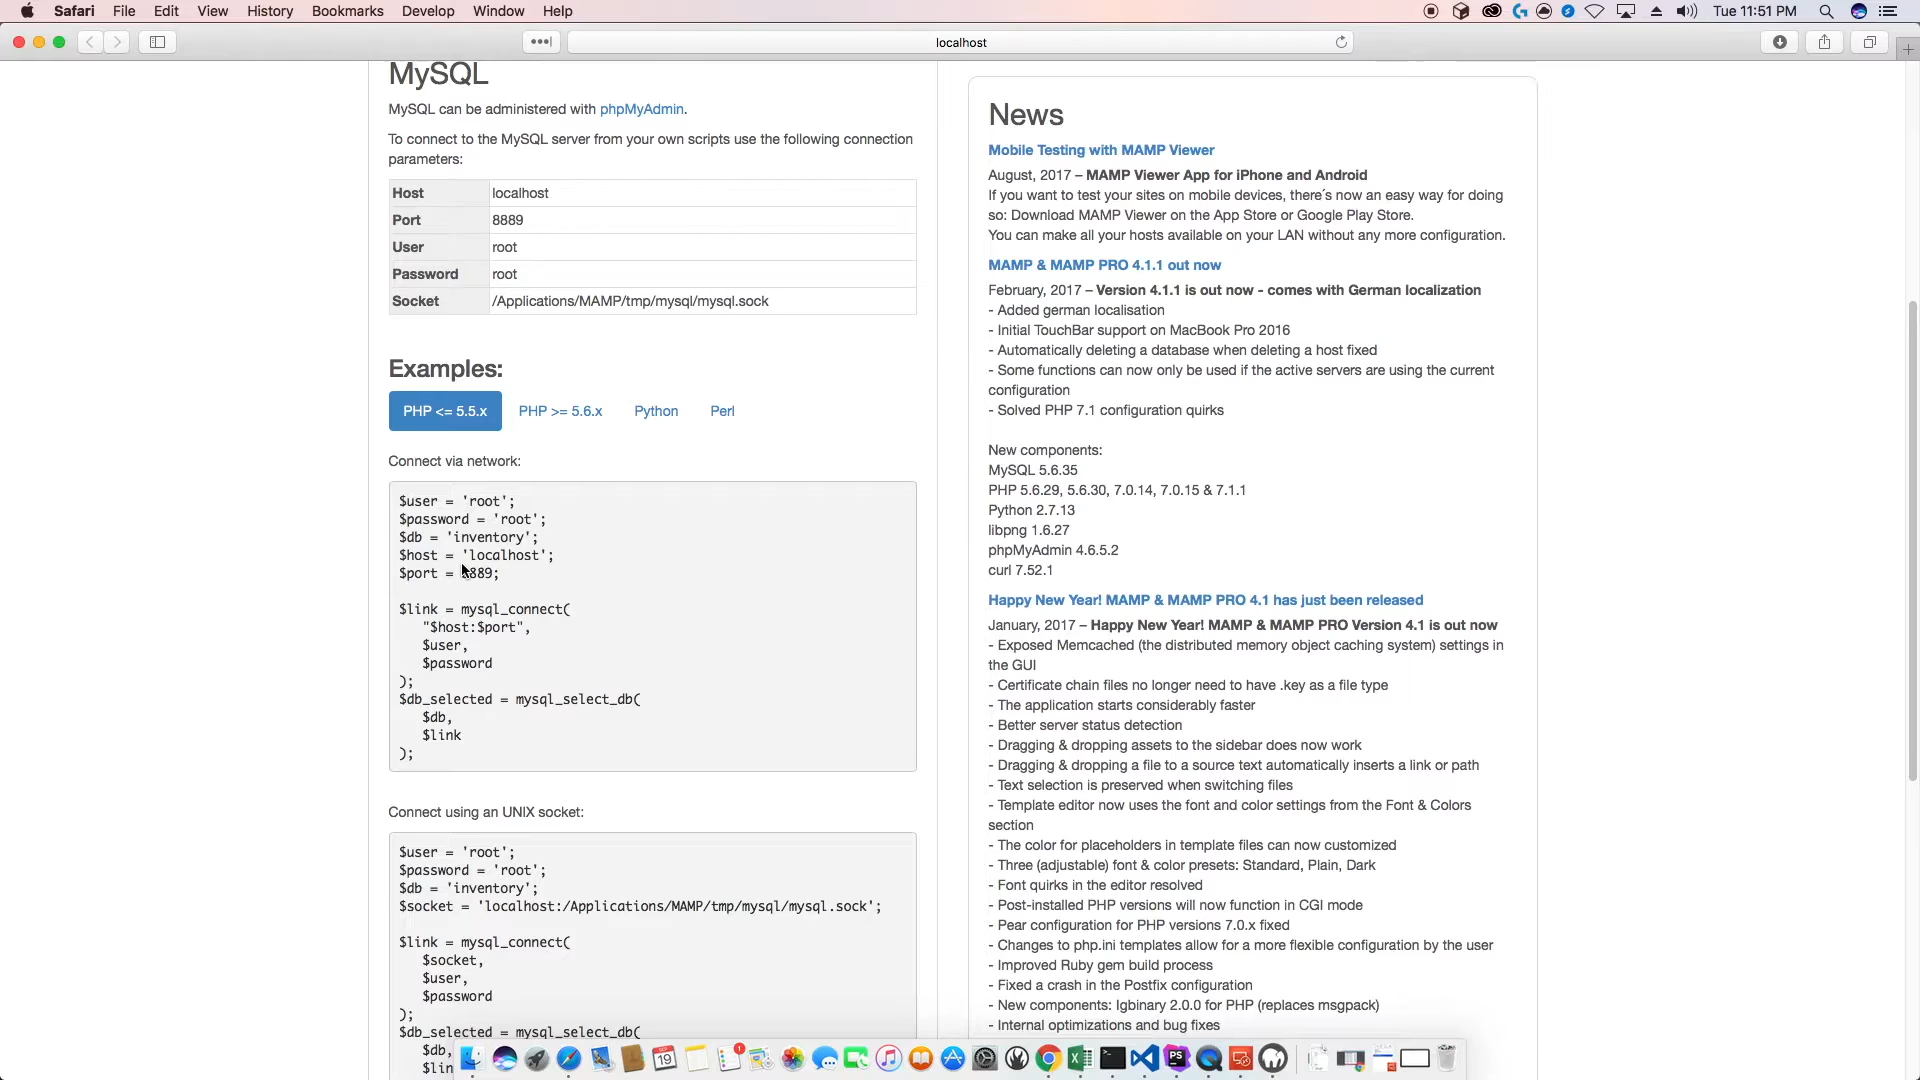 Safari File Edit View History Bookmarks Develop Window Help
Tue 11:51 PM
localhost
MySQL
MySQL can be administered with phpMyAdmin.
To connect to the MySQL server from your own scripts use the following connection
parameters:
Host localhost
Port 8889
User root
Password root
Socket /Applications/MAMP/tmp/mysql/mysql.sock
Examples:
PHP <= 5.5.x PHP >= 5.6.x Python Perl
Connect via network:
$user = 'root';
$password = 'root';
$db = 'inventory';
$host = 'localhost';
$port = 8889;
$link = mysql_connect(
"$host:$port",
$user,
$password
);
$db_selected = mysql_select_db(
$db,
$link
);
Connect using an UNIX socket:
$user = 'root';
$password = 'root';
$db = 'inventory';
$socket = 'localhost:/Applications/MAMP/tmp/mysql/mysql.sock';
$link = mysql_connect(
$socket,
$user,
$password
);
$db_selected = mysql_select_db(
$db,
News
Mobile Testing with MAMP Viewer
August, 2017 – MAMP Viewer App for iPhone and Android
If you want to test your sites on mobile devices, there´s now an easy way for doing
so: Download MAMP Viewer on the App Store or Google Play Store.
You can make all your hosts available on your LAN without any more configuration.
MAMP & MAMP PRO 4.1.1 out now
February, 2017 – Version 4.1.1 is out now - comes with German localization
- Added german localisation
- Initial TouchBar support on MacBook Pro 2016
- Automatically deleting a database when deleting a host fixed
- Some functions can now only be used if the active servers are using the current
configuration
- Solved PHP 7.1 configuration quirks
New components:
MySQL 5.6.35
PHP 5.6.29, 5.6.30, 7.0.14, 7.0.15 & 7.1.1
Python 2.7.13
libpng 1.6.27
phpMyAdmin 4.6.5.2
curl 7.52.1
Happy New Year! MAMP & MAMP PRO 4.1 has just been released
January, 2017 – Happy New Year! MAMP & MAMP PRO Version 4.1 is out now
- Exposed Memcached (the distributed memory object caching system) settings in
the GUI
- Certificate chain files no longer need to have .key as a file type
- The application starts considerably faster
- Better server status detection
- Dragging & dropping assets to the sidebar does now work
- Dragging & dropping a file to a source text automatically inserts a link or path
- Text selection is preserved when switching files
- Template editor now uses the font and color settings from the Font & Colors
section
- The color for placeholders in template files can now customized
- Three (adjustable) font & color presets: Standard, Plain, Dark
- Font quirks in the editor resolved
- Post-installed PHP versions will now function in CGI mode
- Pear configuration for PHP versions 7.0.x fixed
- Changes to php.ini templates allow for a more flexible configuration by the user
- Improved Ruby gem build process
- Fixed a crash in the Postfix configuration
- New components: Igbinary 2.0.0 for PHP (replaces msgpack)
- Internal optimizations and bug fixes
19
1
PS